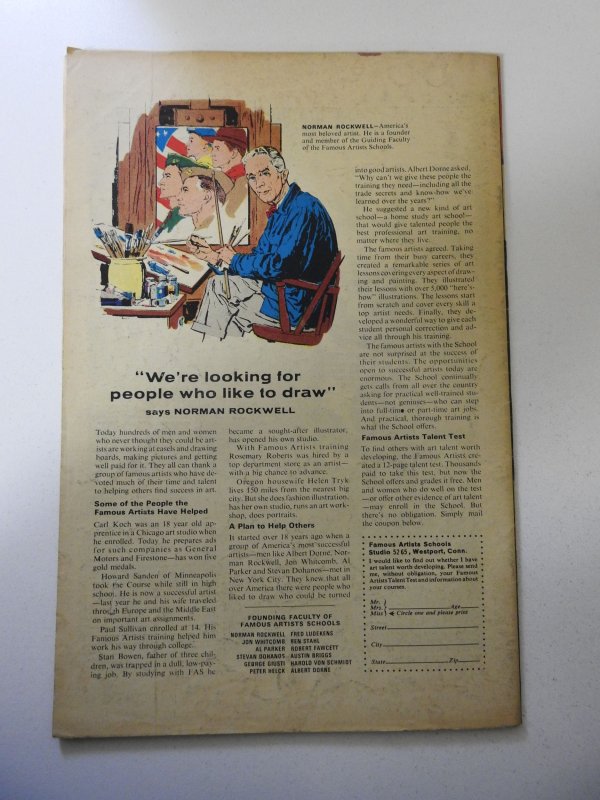 NORMAN ROCKWELL—America's
most beloved artist. He is a founder
and member of the Guiding Faculty
of the Famous Artists Schools.
"We're looking for
people who like to draw"
says NORMAN ROCKWELL
Today hundreds of men and women
who never thought they could be art-
ists are working at easels and drawing
boards, making pictures and getting
well paid for it. They all can thank a
group of famous artists who have de-
voted much of their time and talent
to helping others find success in art.
Some of the People the
Famous Artists Have Helped
Carl Koch was an 18 year old ap-
prentice in a Chicago art studio when
he enrolled. Today he prepares ads
for such companies as General
Motors and Firestone—has won five
gold medals.
Howard Sanden of Minneapolis
took the Course while still in high
school. He is now a successful artist
—last year he and his wife traveled
through Europe and the Middle East
on important art assignments.
Paul Sullivan enrolled at 14. His
Famous Artists training helped him
work his way through college.
Stan Bowen, father of three chil-
dren, was trapped in a dull, low-pay-
ing job. By studying with FAS he
became a sought-after illustrator,
has opened his own studio.
With Famous Artists training
Rosemary Roberts was hired by a
top department store as an artist—
with a big chance to advance.
Oregon housewife Helen Tryk
lives 150 miles from the nearest big
city. But she does fashion illustration,
has her own studio, runs an art work-
shop, does portraits.
A Plan to Help Others
It started over 18 years ago when a
group of America's most successful
artists—men like Albert Dorne, Nor-
man Rockwell, Jon Whitcomb, Al
Parker and Stevan Dohanos—met in
New York City. They knew that all
over America there were people who
liked to draw who could be turned
FOUNDING FACULTY OF
FAMOUS ARTISTS SCHOOLS
NORMAN ROCKWELL FRED LUDEKENS
JON WHITCOMB BEN STAHL
AL PARKER ROBERT FAWCETT
STEVAN DOHANOS AUSTIN BRIGGS
GEORGE GIUSTI HAROLD VON SCHMIDT
PETER HELCK ALBERT DORNE
into good artists. Albert Dorne asked,
"Why can't we give these people the
training they need—including all the
trade secrets and know-how we've
learned over the years?"
He suggested a new kind of art
school—a home study art school—
that would give talented people the
best professional art training, no
matter where they live.
The famous artists agreed. Taking
time from their busy careers, they
created a remarkable series of art
lessons covering every aspect of draw-
ing and painting. They illustrated
their lessons with over 5,000 "here's-
how" illustrations. The lessons start
from scratch and cover every skill a
top artist needs. Finally, they de-
veloped a wonderful way to give each
student personal correction and ad-
vice all through his training.
The famous artists with the School
are not surprised at the success of
their students. The opportunities
open to successful artists today are
enormous. The School continually
gets calls from all over the country
asking for practical well-trained stu-
dents—not geniuses—who can step
into full-time or part-time art jobs.
And practical, thorough training is
what the School offers.
Famous Artists Talent Test
To find others with art talent worth
developing, the Famous Artists cre-
ated a 12-page talent test. Thousands
paid to take this test, but now the
School offers and grades it free. Men
and women who do well on the test
—or offer other evidence of art talent
—may enroll in the School. But
there's no obligation. Simply mail
the coupon below.
Famous Artists Schools
Studio 5265, Westport, Conn.
I would like to find out whether I have
art talent worth developing. Please send
me, without obligation, your Famous
Artists Talent Test and information about
your courses.
Mr.
Mrs. Age
Miss Circle one and please print
Street
City
State Zip